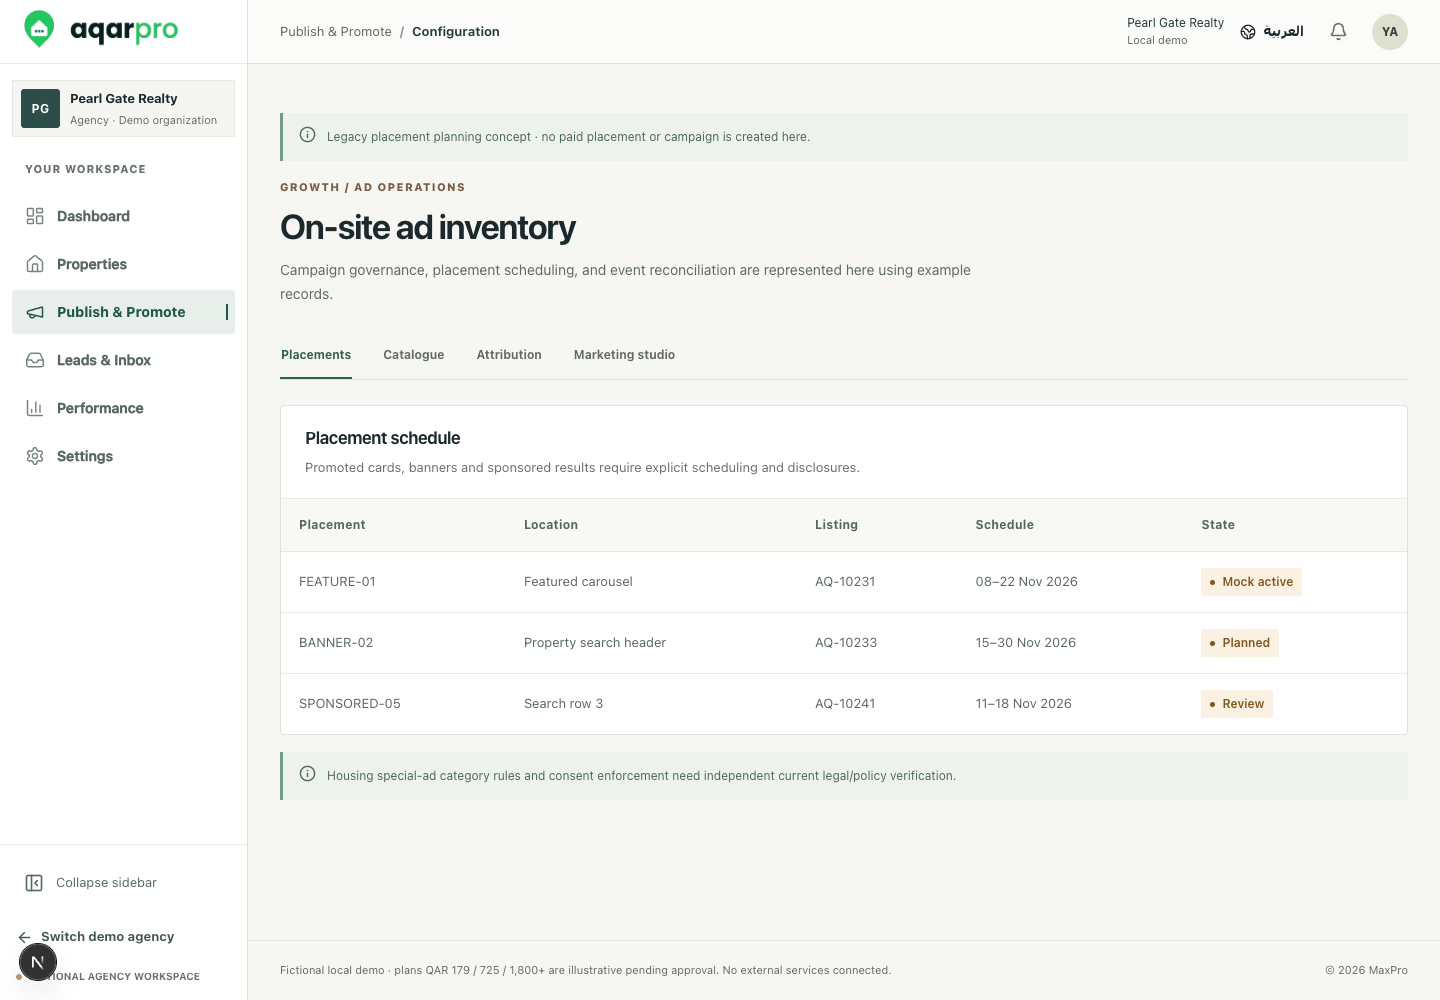 aqarpro
Publish & Promote / Configuration
Pearl Gate Realty
Local demo
العربية
YA
PG
Pearl Gate Realty
Agency · Demo organization
YOUR WORKSPACE
Dashboard
Properties
Publish & Promote
Leads & Inbox
Performance
Settings
Collapse sidebar
Switch demo agency
N
AGENCY WORKSPACE
Legacy placement planning concept · no paid placement or campaign is created here.
GROWTH / AD OPERATIONS
On-site ad inventory
Campaign governance, placement scheduling, and event reconciliation are represented here using example
records.
Placements Catalogue Attribution Marketing studio
Placement schedule
Promoted cards, banners and sponsored results require explicit scheduling and disclosures.
Placement Location Listing Schedule State
FEATURE-01 Featured carousel AQ-10231 08–22 Nov 2026 Mock active
BANNER-02 Property search header AQ-10233 15–30 Nov 2026 Planned
SPONSORED-05 Search row 3 AQ-10241 11–18 Nov 2026 Review
Housing special-ad category rules and consent enforcement need independent current legal/policy verification.
Fictional local demo · plans QAR 179 / 725 / 1,800+ are illustrative pending approval. No external services connected.
© 2026 MaxPro